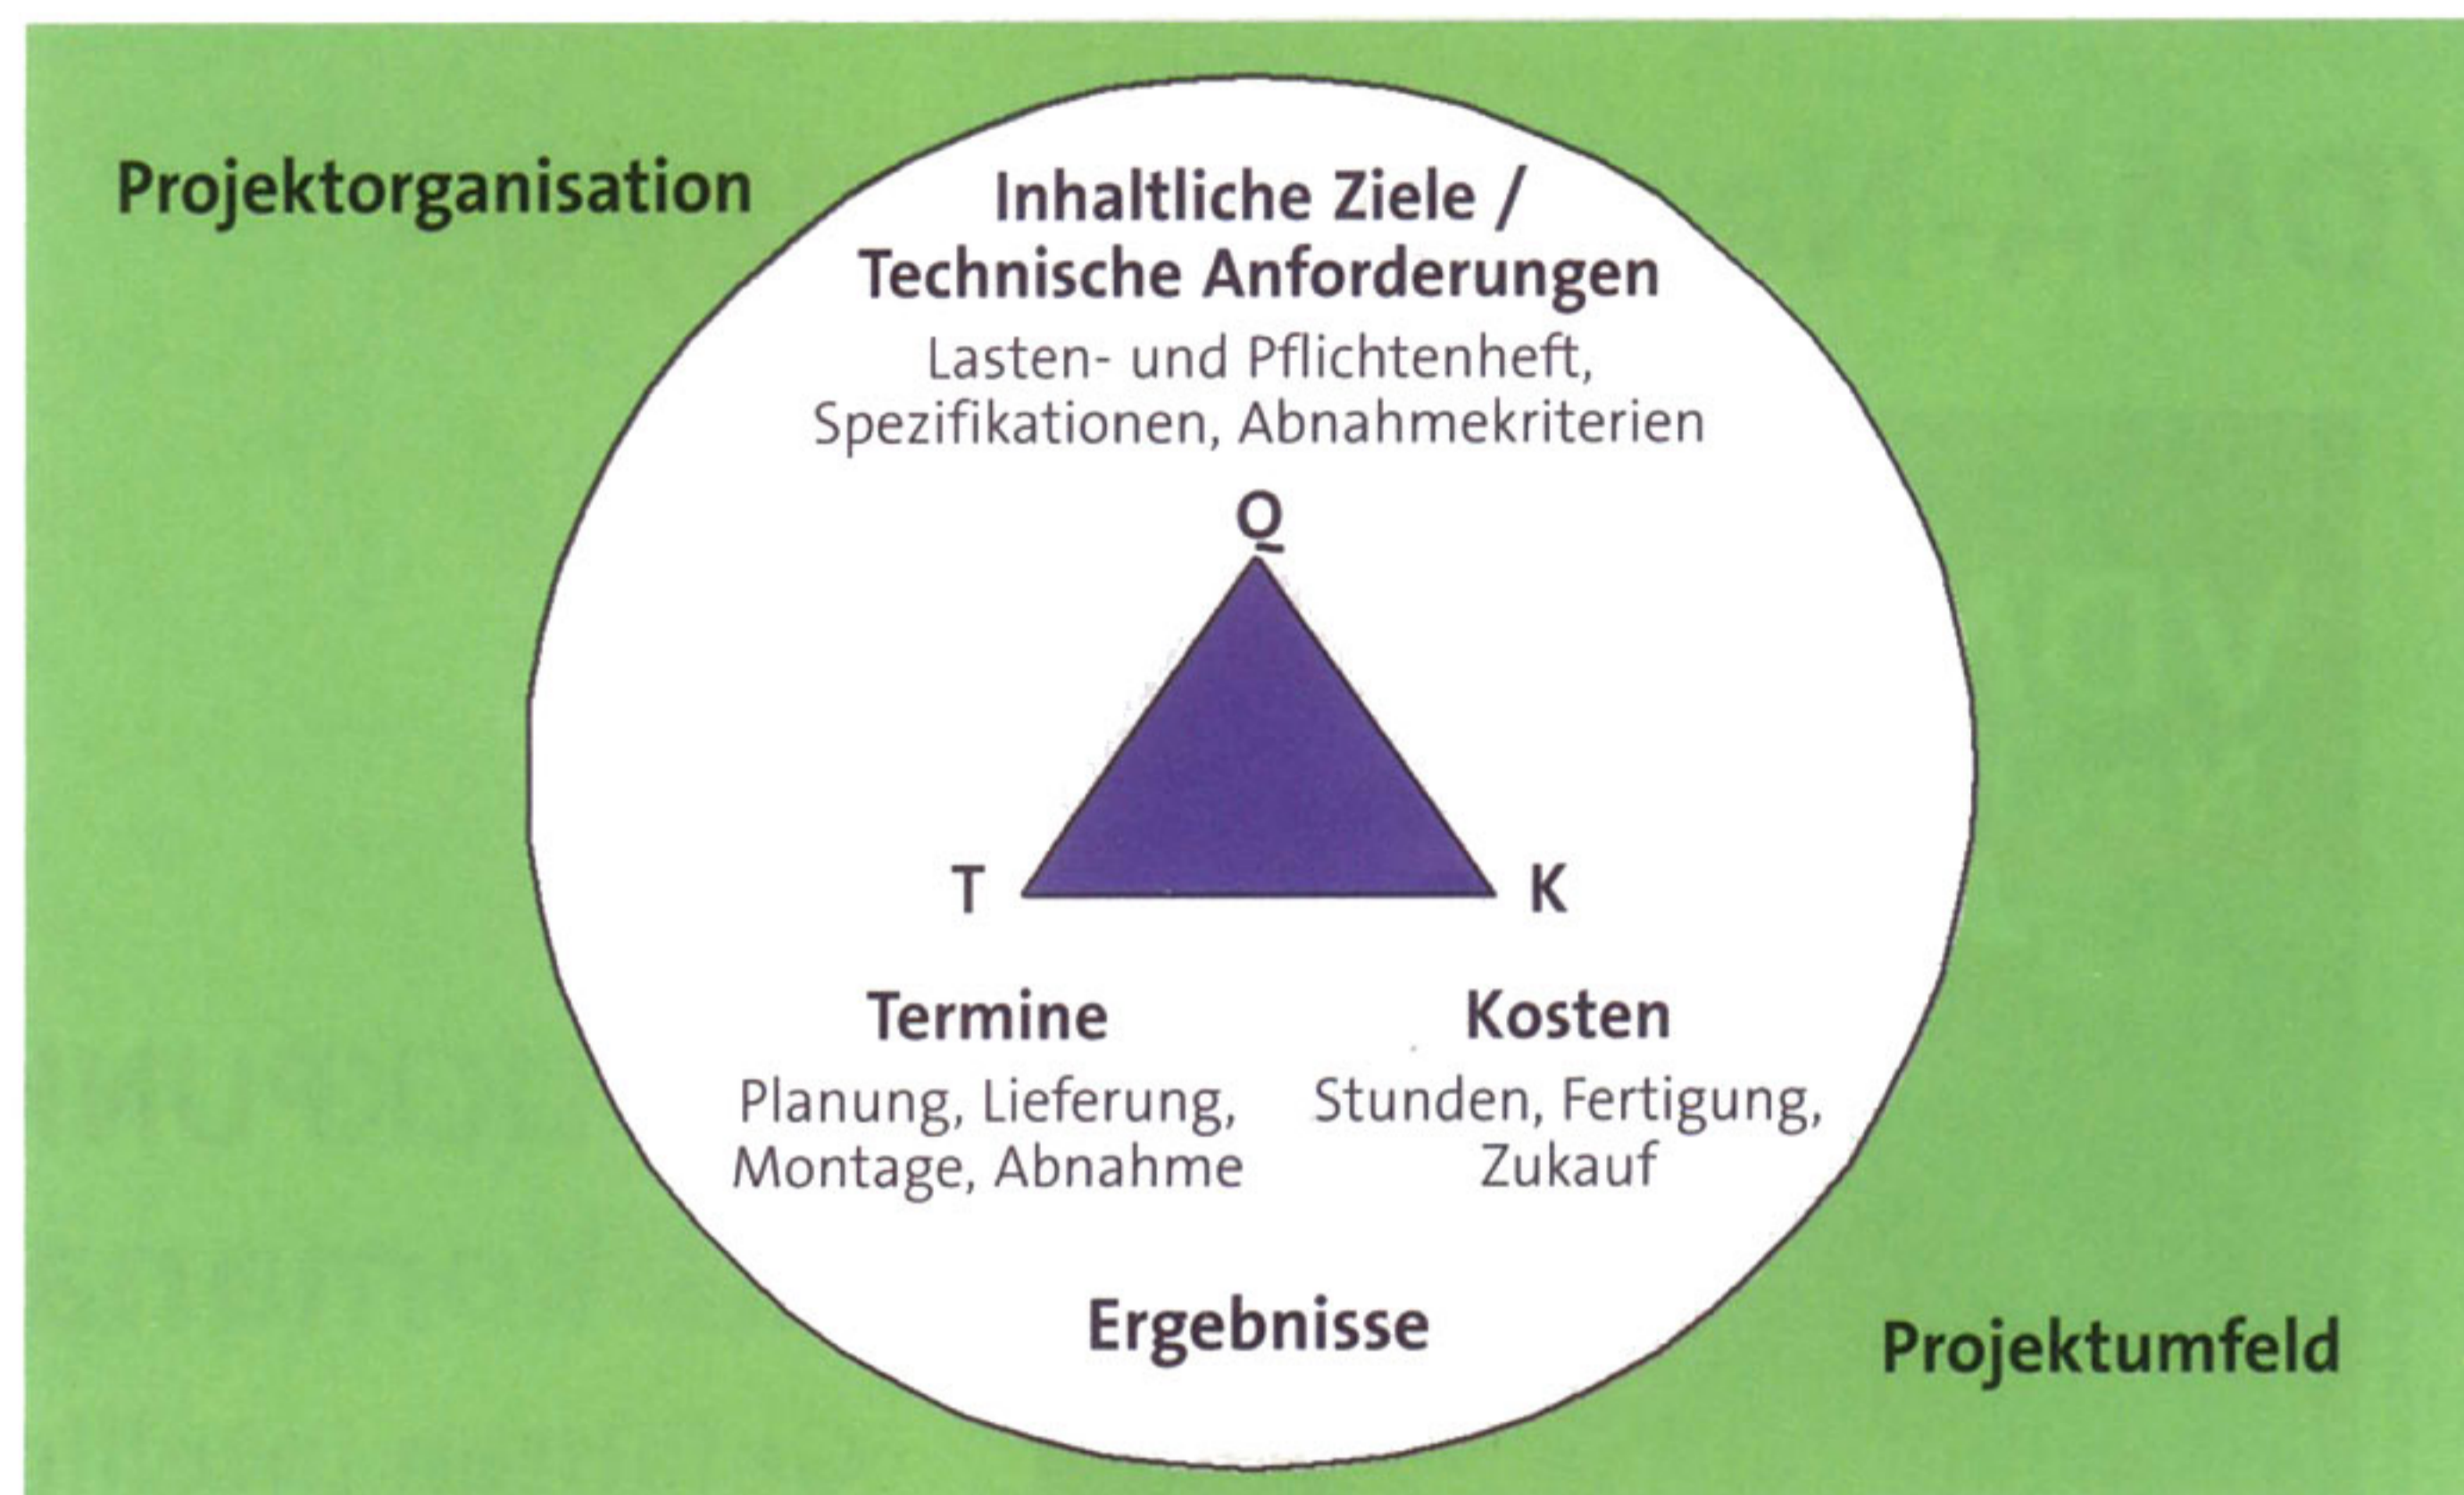 Projektorganisation
Inhaltliche Ziele /
Technische Anforderungen
Lasten- und Pflichtenheft,
Spezifikationen, Abnahmekriterien
Q
T
K
Termine
Planung, Lieferung,
Montage, Abnahme
Kosten
Stunden, Fertigung,
Zukauf
Ergebnisse
Projektumfeld